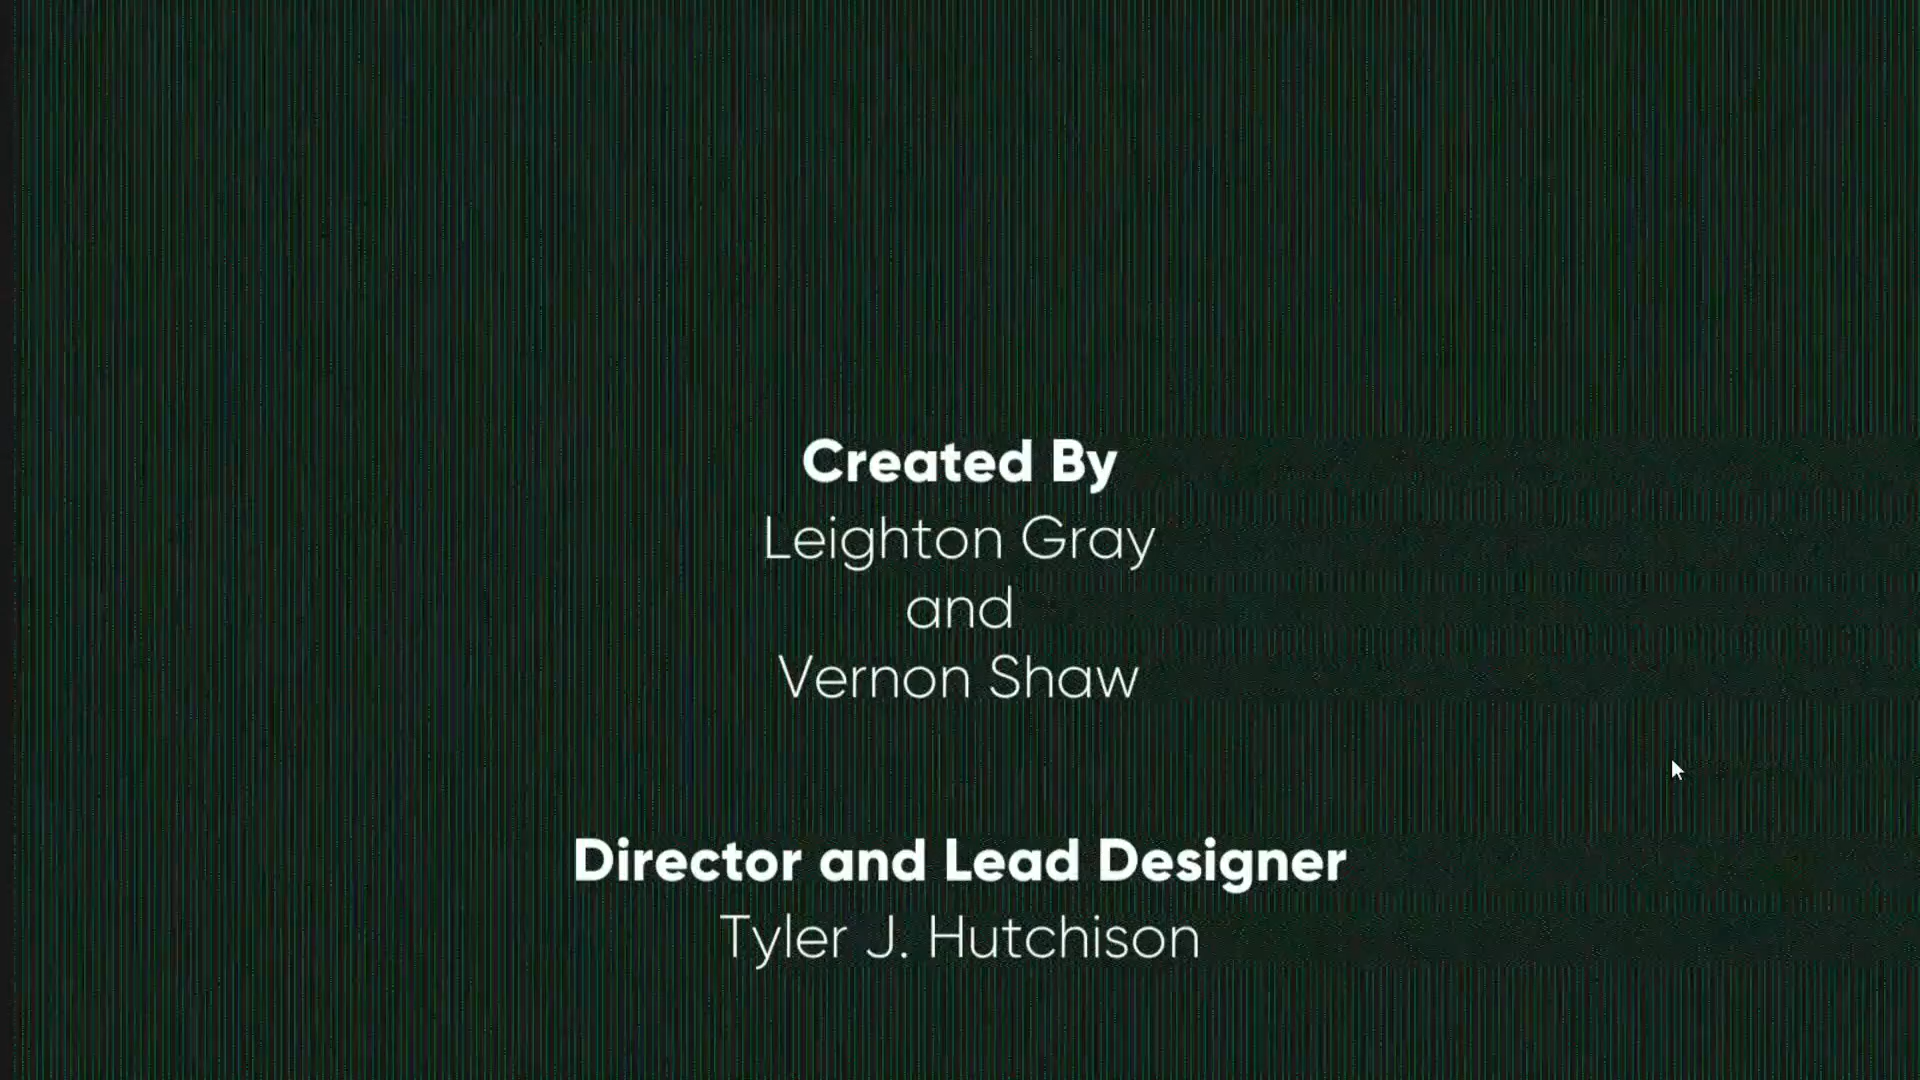 Created By
Leighton Gray
and
Vernon Shaw
Director and Lead Designer
Tyler J. Hutchison